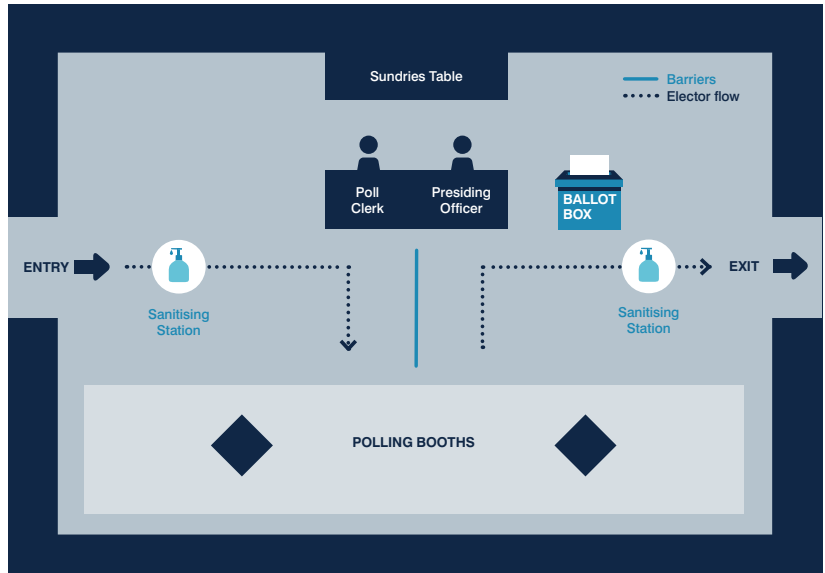 Sundries Table
Barriers
Elector flow
Poll
Clerk
Presiding
Officer
BALLOT
BOX
ENTRY
EXIT
Sanitising
Station
Sanitising
Station
POLLING BOOTHS